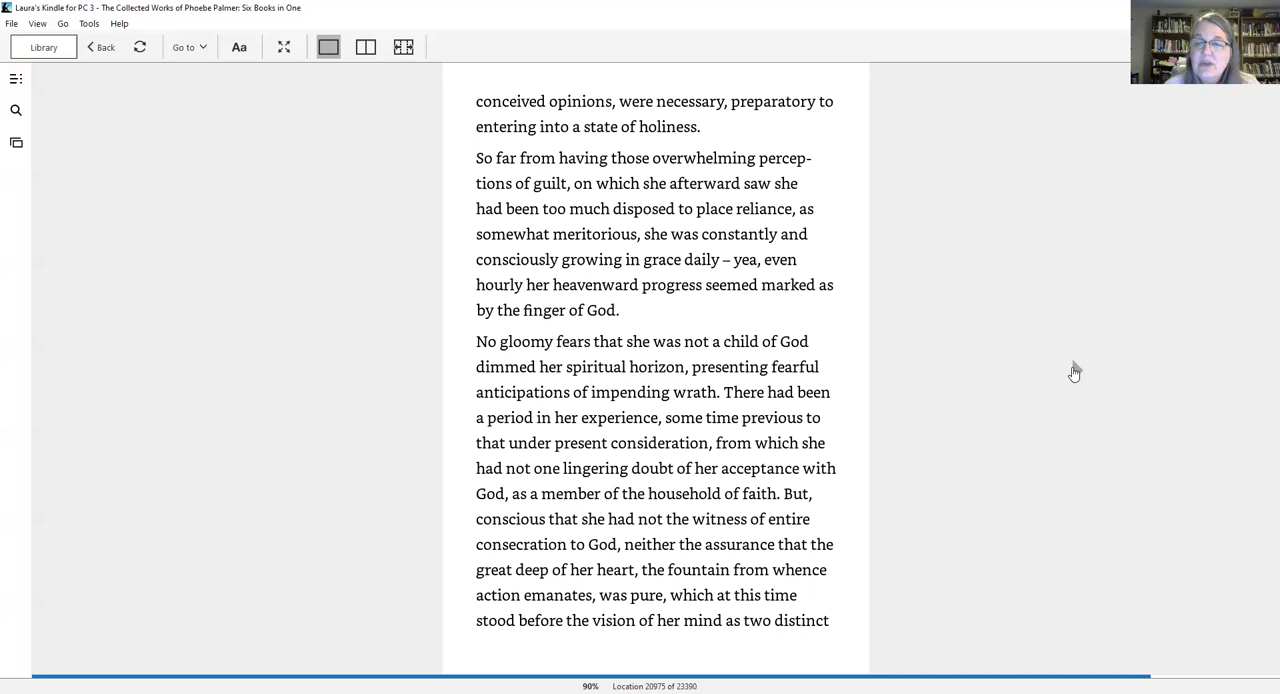 Laura's Kindle for PC 3 - The Collected Works of Phoebe Palmer: Six Books in One
File View Go Tools Help
Library Back Go to Aa
conceived opinions, were necessary, preparatory to
entering into a state of holiness.
So far from having those overwhelming percep-
tions of guilt, on which she afterward saw she
had been too much disposed to place reliance, as
somewhat meritorious, she was constantly and
consciously growing in grace daily – yea, even
hourly her heavenward progress seemed marked as
by the finger of God.
No gloomy fears that she was not a child of God
dimmed her spiritual horizon, presenting fearful
anticipations of impending wrath. There had been
a period in her experience, some time previous to
that under present consideration, from which she
had not one lingering doubt of her acceptance with
God, as a member of the household of faith. But,
conscious that she had not the witness of entire
consecration to God, neither the assurance that the
great deep of her heart, the fountain from whence
action emanates, was pure, which at this time
stood before the vision of her mind as two distinct
90% Location 20975 of 23390